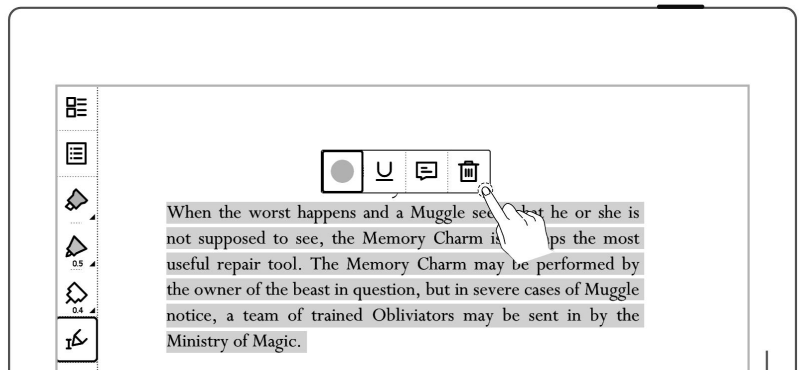 When the worst happens and a Muggle see what he or she is
not supposed to see, the Memory Charm is the most
useful repair tool. The Memory Charm may be performed by
the owner of the beast in question, but in severe cases of Muggle
notice, a team of trained Obliviators may be sent in by the
Ministry of Magic.
0.5
0.4